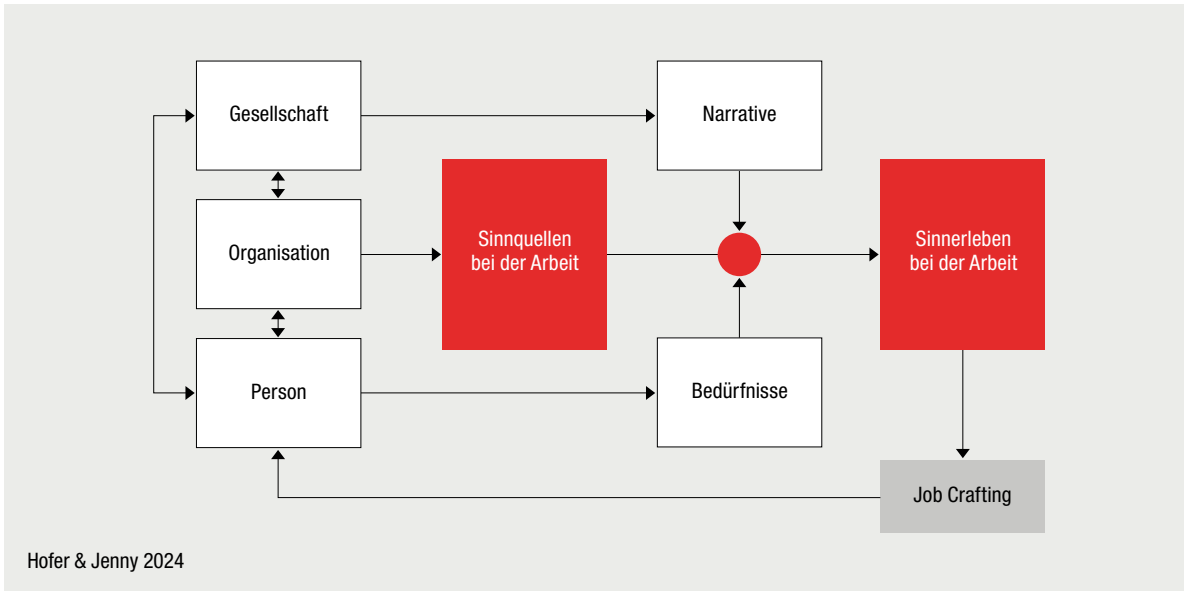 Gesellschaft
Narrative
Organisation
Sinnquellen
bei der Arbeit
Sinnerleben
bei der Arbeit
Person
Bedürfnisse
Job Crafting
Hofer & Jenny 2024